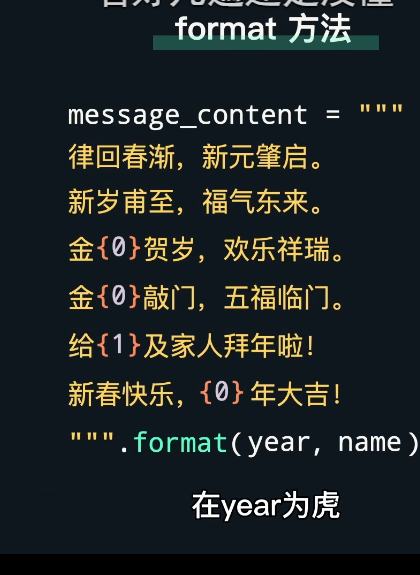 format 方法
message_content = """
律回春渐，新元肇启。
新岁甫至，福气东来。
金{0}贺岁，欢乐祥瑞。
金{0}敲门，五福临门。
给{1}及家人拜年啦！
新春快乐，{0}年大吉！
""".format(year, name)
在year为虎